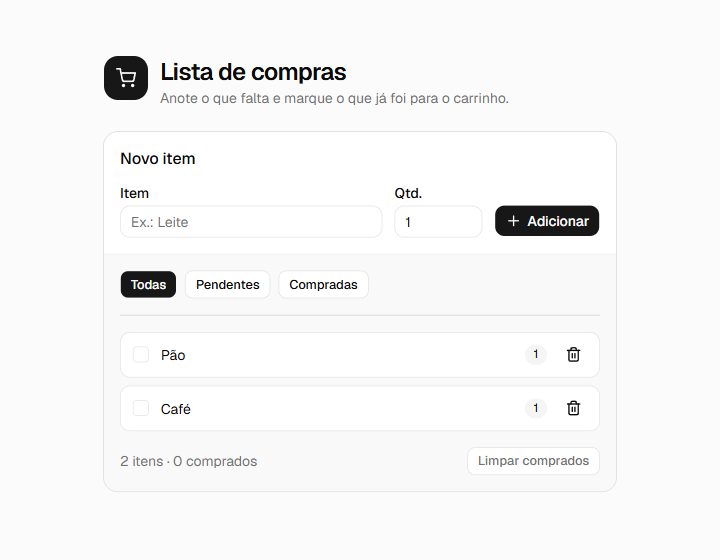 Lista de compras
Anote o que falta e marque o que já foi para o carrinho.
Novo item
Item
Qtd.
Ex.: Leite
1
Adicionar
Todas
Pendentes
Compradas
Pão
1
Café
1
2 itens · 0 comprados
Limpar comprados